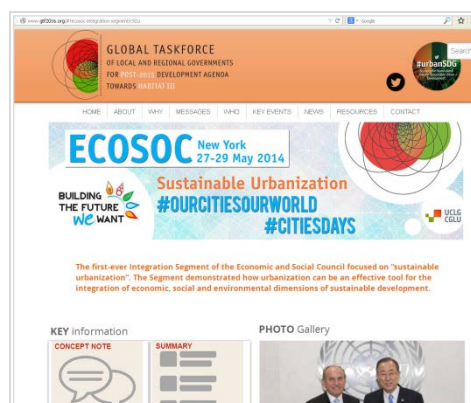 GLOBAL TASKFORCE
OF LOCAL AND REGIONAL GOVERNMENTS
FOR POST-2015 DEVELOPMENT AGENDA
TOWARDS HABITAT III
#urbanSDG
Search
HOME ABOUT WHY MESSAGES WHO KEY EVENTS NEWS RESOURCES CONTACT
ECOSOC New York
27-29 May 2014
BUILDING
THE FUTURE
We WANT
Sustainable Urbanization
#OURCITIESOURWORLD
#CITIESDAYS
UCLG
CGLU
The first-ever Integration Segment of the Economic and Social Council focused on "sustainable
urbanization". The Segment demonstrated how urbanization can be an effective tool for the
integration of economic, social and environmental dimensions of sustainable development.
KEY information
PHOTO Gallery
CONCEPT NOTE
SUMMARY